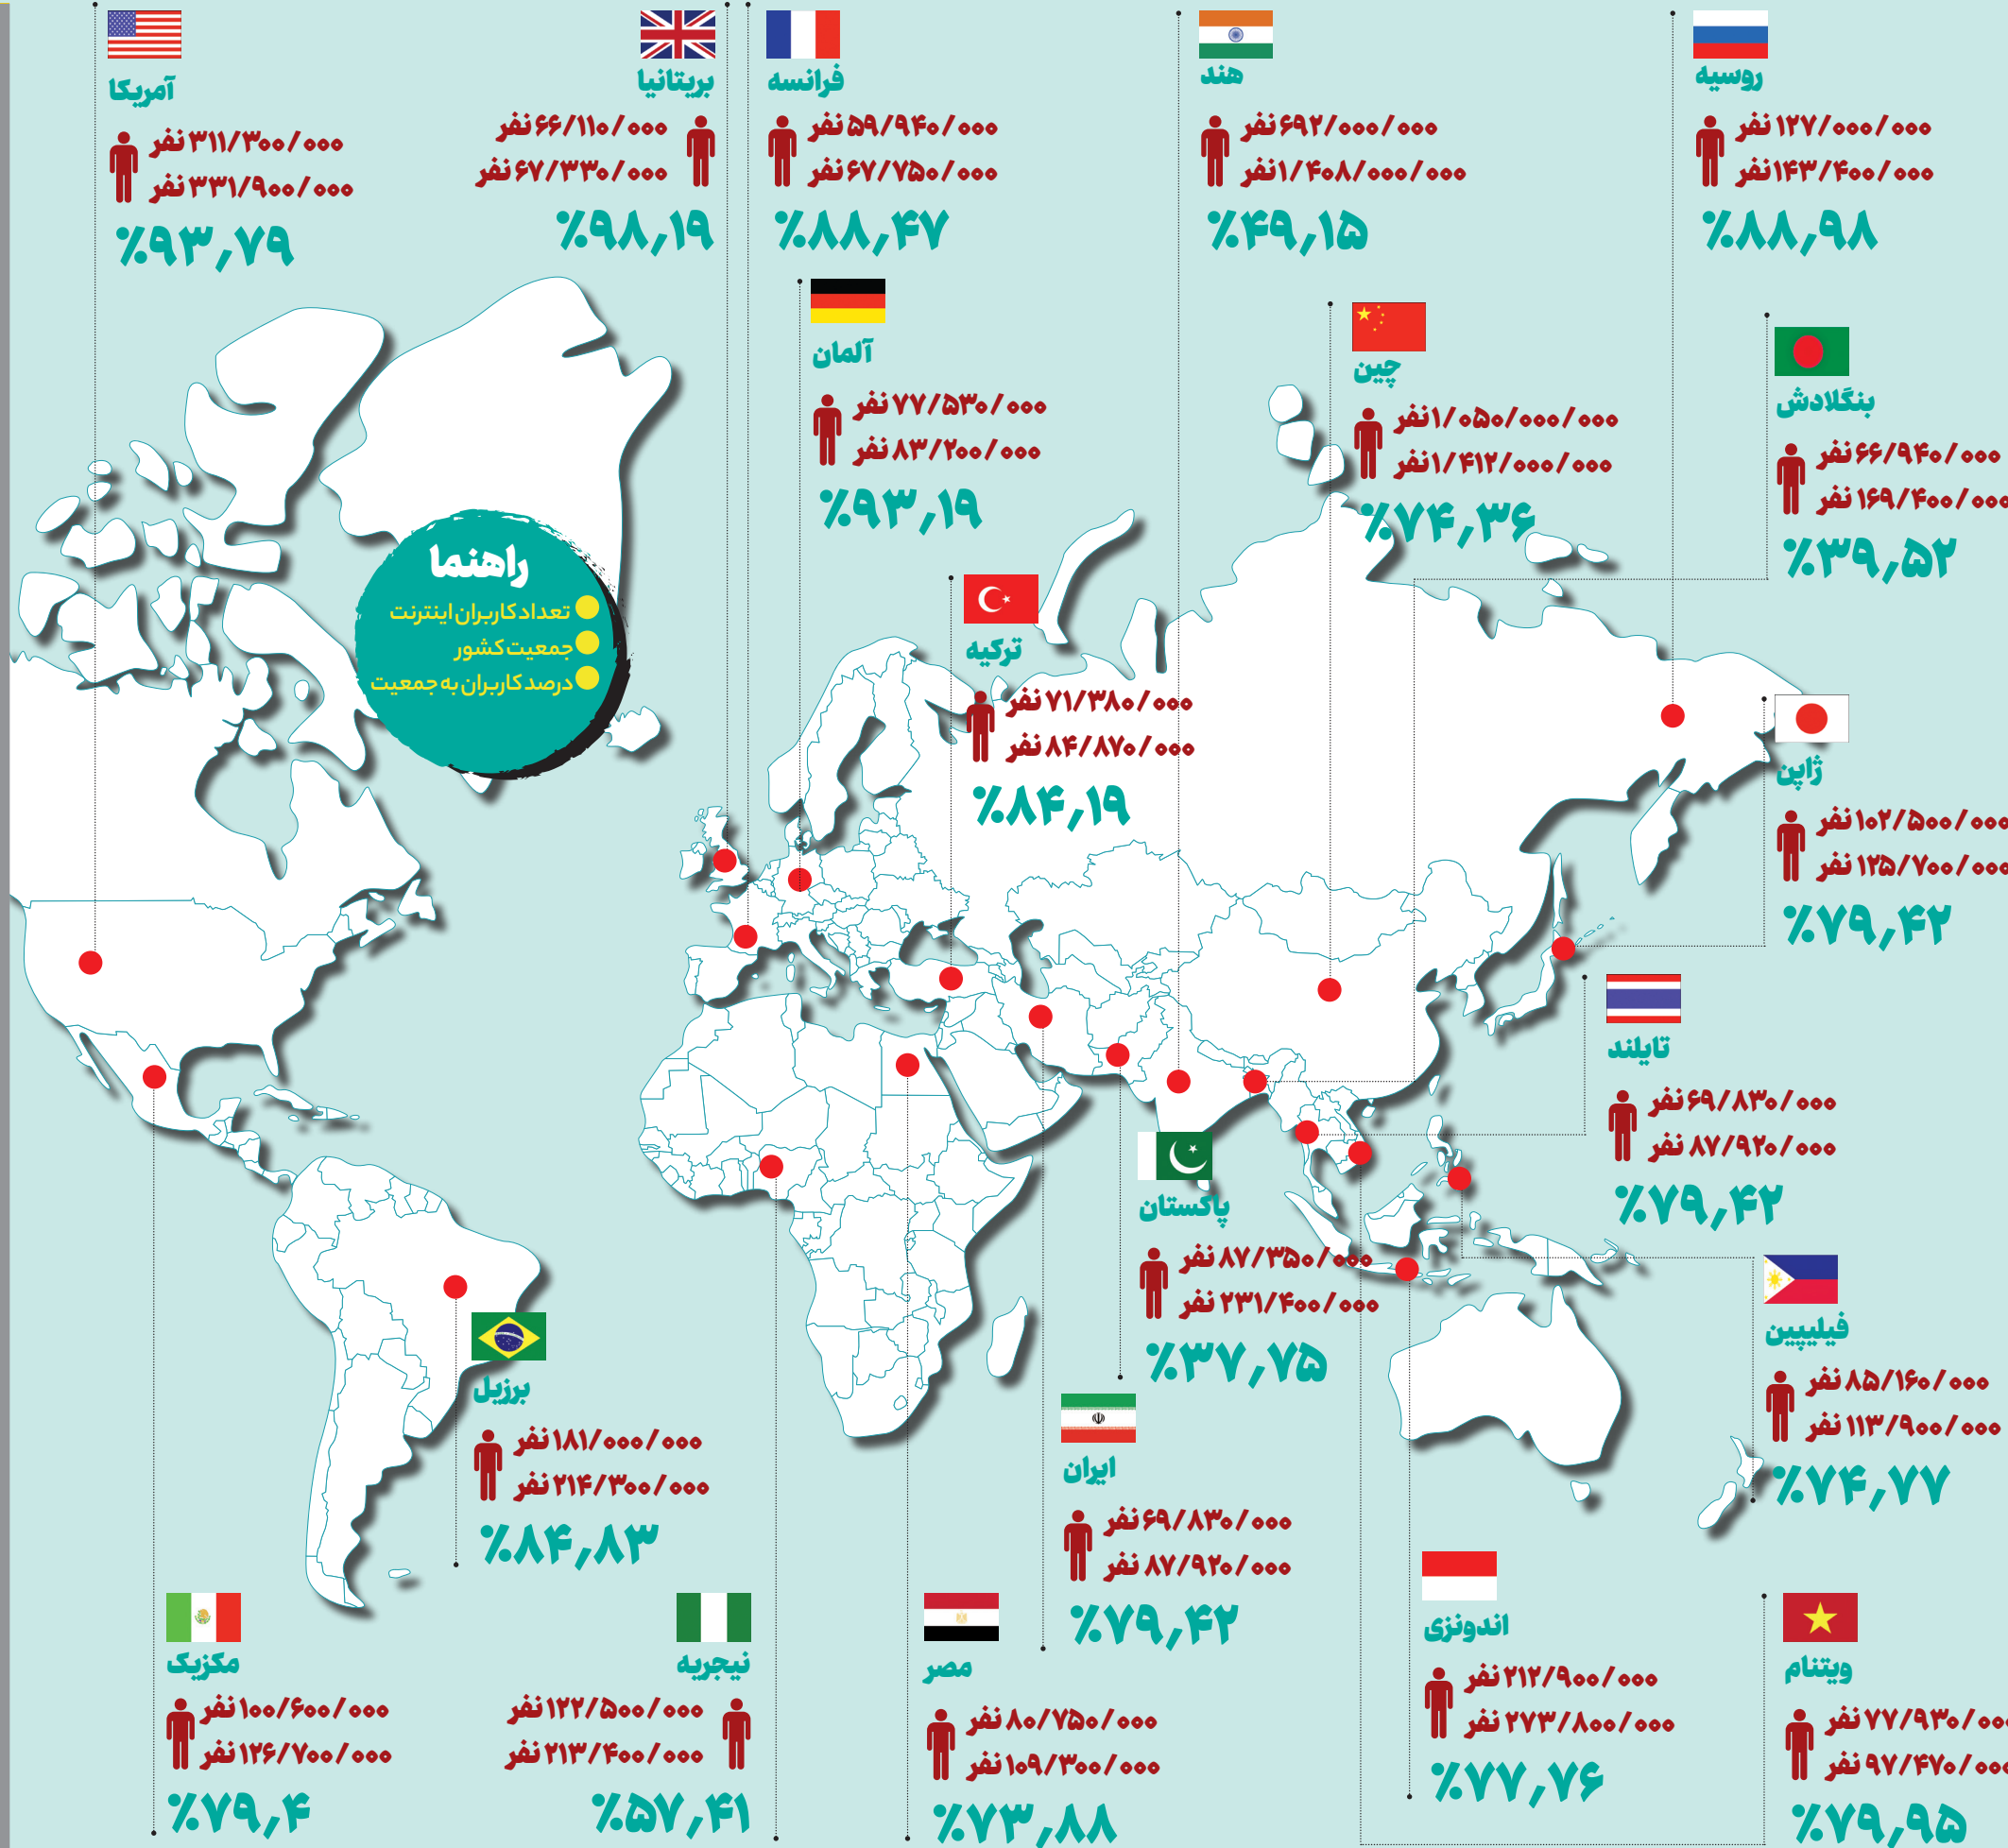 آمریکا
۳۱۱/۳۰۰/۰۰۰ نفر
۳۳۱/۹۰۰/۰۰۰ نفر
٪۹۳,۷۹
بریتانیا
۶۶/۱۱۰/۰۰۰ نفر
۶۷/۳۳۰/۰۰۰ نفر
٪۹۸,۱۹
فرانسه
۵۹/۹۴۰/۰۰۰ نفر
۶۷/۷۵۰/۰۰۰ نفر
٪۸۸,۴۷
هند
۶۹۲/۰۰۰/۰۰۰ نفر
۱/۴۰۸/۰۰۰/۰۰۰ نفر
٪۴۹,۱۵
روسیه
۱۲۷/۰۰۰/۰۰۰ نفر
۱۴۳/۴۰۰/۰۰۰ نفر
٪۸۸,۹۸
آلمان
۷۷/۵۳۰/۰۰۰ نفر
۸۳/۲۰۰/۰۰۰ نفر
٪۹۳,۱۹
چین
۱/۰۵۰/۰۰۰/۰۰۰ نفر
۱/۴۱۲/۰۰۰/۰۰۰ نفر
٪۷۴,۳۶
بنگلادش
۶۶/۹۴۰/۰۰۰ نفر
۱۶۹/۴۰۰/۰۰۰ نفر
٪۳۹,۵۲
راهنما
تعداد کاربران اینترنت
جمعیت کشور
درصد کاربران به جمعیت
ترکیه
۷۱/۳۸۰/۰۰۰ نفر
۸۴/۸۷۰/۰۰۰ نفر
٪۸۴,۱۹
ژاپن
۱۰۲/۵۰۰/۰۰۰ نفر
۱۲۵/۷۰۰/۰۰۰ نفر
٪۷۹,۴۲
تایلند
۶۹/۸۳۰/۰۰۰ نفر
۸۷/۹۲۰/۰۰۰ نفر
٪۷۹,۴۲
پاکستان
۸۷/۳۵۰/۰۰۰ نفر
۲۳۱/۴۰۰/۰۰۰ نفر
٪۳۷,۷۵
فیلیپین
۸۵/۱۶۰/۰۰۰ نفر
۱۱۳/۹۰۰/۰۰۰ نفر
٪۷۴,۷۷
برزیل
۱۸۱/۰۰۰/۰۰۰ نفر
۲۱۴/۳۰۰/۰۰۰ نفر
٪۸۴,۸۳
ایران
۶۹/۸۳۰/۰۰۰ نفر
۸۷/۹۲۰/۰۰۰ نفر
٪۷۹,۴۲
مکزیک
۱۰۰/۶۰۰/۰۰۰ نفر
۱۲۶/۷۰۰/۰۰۰ نفر
٪۷۹,۴
نیجریه
۱۲۲/۵۰۰/۰۰۰ نفر
۲۱۳/۴۰۰/۰۰۰ نفر
٪۵۷,۴۱
مصر
۸۰/۷۵۰/۰۰۰ نفر
۱۰۹/۳۰۰/۰۰۰ نفر
٪۷۳,۸۸
اندونزی
۲۱۲/۹۰۰/۰۰۰ نفر
۲۷۳/۸۰۰/۰۰۰ نفر
٪۷۷,۷۶
ویتنام
۷۷/۹۳۰/۰۰۰ نفر
۹۷/۴۷۰/۰۰۰ نفر
٪۷۹,۹۵